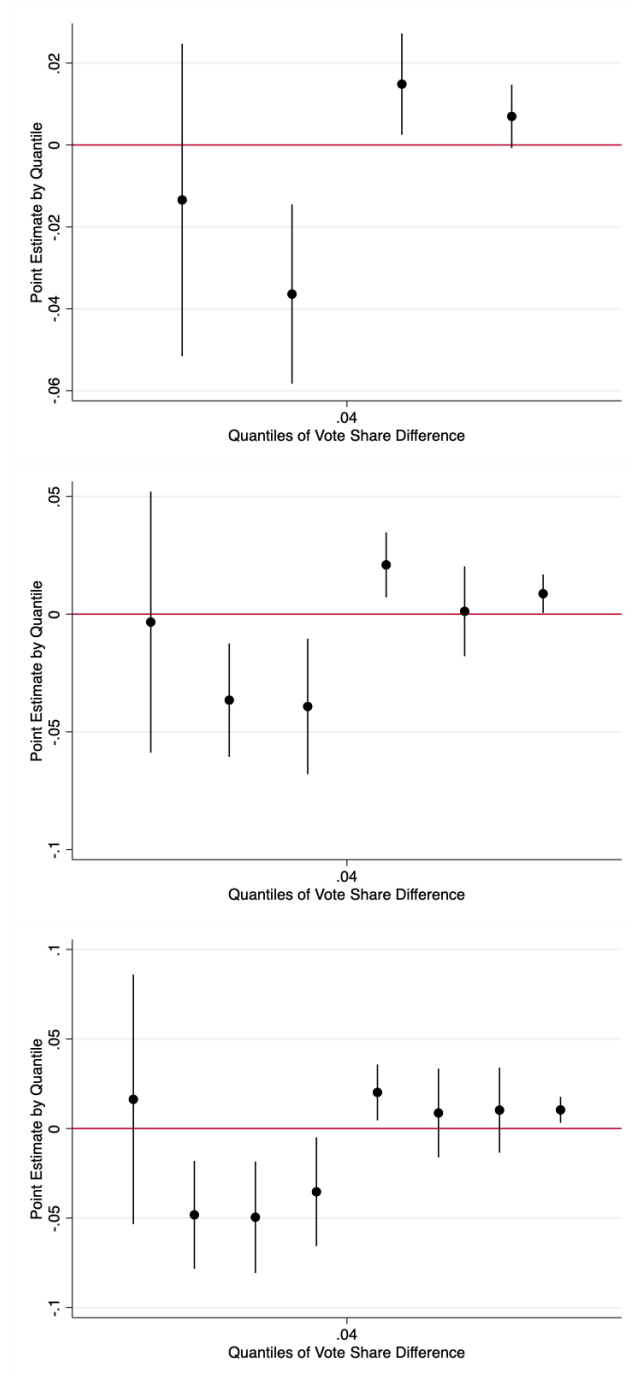 Point Estimate by Quantile
.02
0
-.02
-.04
-.06
.04
Quantiles of Vote Share Difference
Point Estimate by Quantile
.05
0
-.05
-.1
.04
Quantiles of Vote Share Difference
Point Estimate by Quantile
.1
.05
0
-.05
-.1
.04
Quantiles of Vote Share Difference